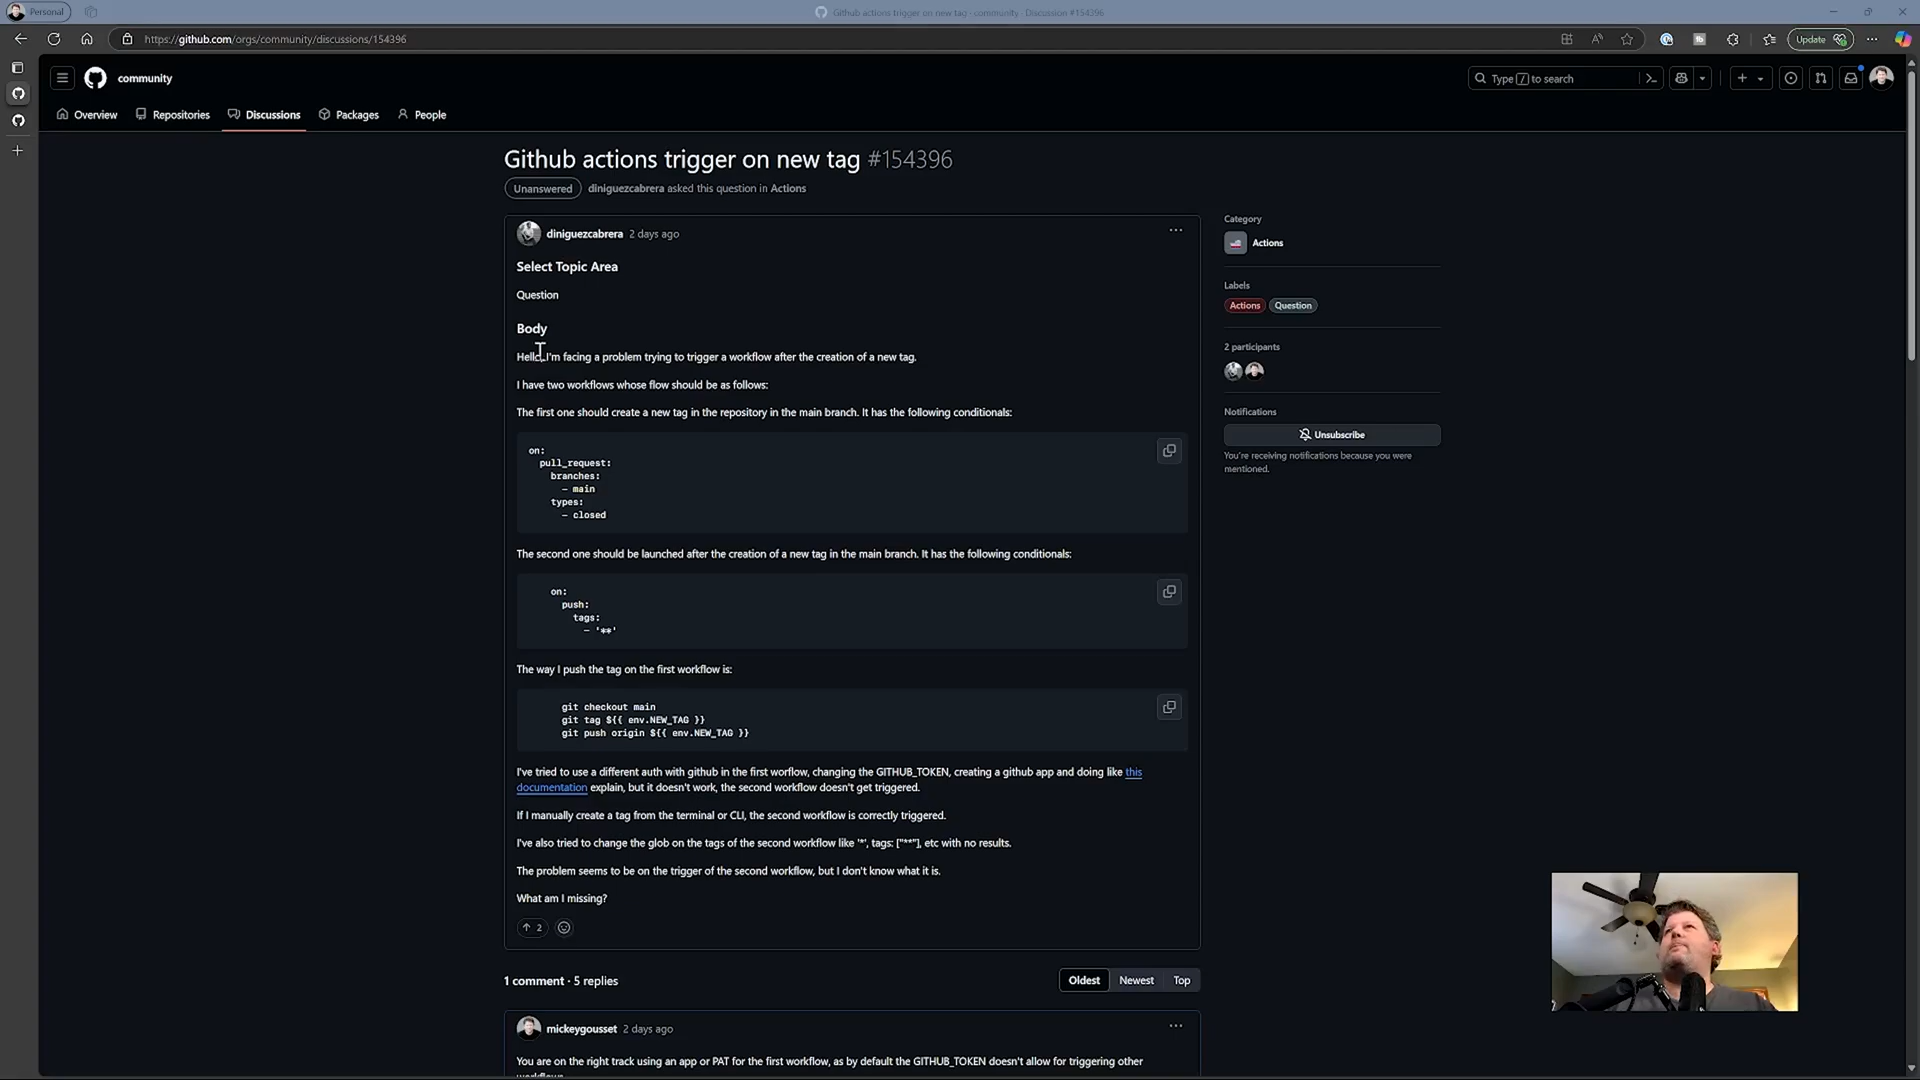 Personal
Github actions trigger on new tag · community · Discussion #154396
https://github.com/orgs/community/discussions/154396
Update
community
Type / to search
Overview
Repositories
Discussions
Packages
People
Github actions trigger on new tag #154396
Unanswered
diniguezcabrera asked this question in Actions
diniguezcabrera 2 days ago
Select Topic Area
Question
Body
Hello, I'm facing a problem trying to trigger a workflow after the creation of a new tag.
I have two workflows whose flow should be as follows:
The first one should create a new tag in the repository in the main branch. It has the following conditionals:
on:
pull_request:
branches:
- main
types:
- closed
The second one should be launched after the creation of a new tag in the main branch. It has the following conditionals:
on:
push:
tags:
- '**'
The way I push the tag on the first workflow is:
git checkout main
git tag ${{ env.NEW_TAG }}
git push origin ${{ env.NEW_TAG }}
I've tried to use a different auth with github in the first worflow, changing the GITHUB_TOKEN, creating a github app and doing like this
documentation explain, but it doesn't work, the second workflow doesn't get triggered.
If I manually create a tag from the terminal or CLI, the second workflow is correctly triggered.
I've also tried to change the glob on the tags of the second workflow like '*', tags: ["**"], etc with no results.
The problem seems to be on the trigger of the second workflow, but I don't know what it is.
What am I missing?
2
1 comment · 5 replies
Oldest
Newest
Top
mickeygousset 2 days ago
You are on the right track using an app or PAT for the first workflow, as by default the GITHUB_TOKEN doesn't allow for triggering other
Category
Actions
Labels
Actions
Question
2 participants
Notifications
Unsubscribe
You're receiving notifications because you were
mentioned.